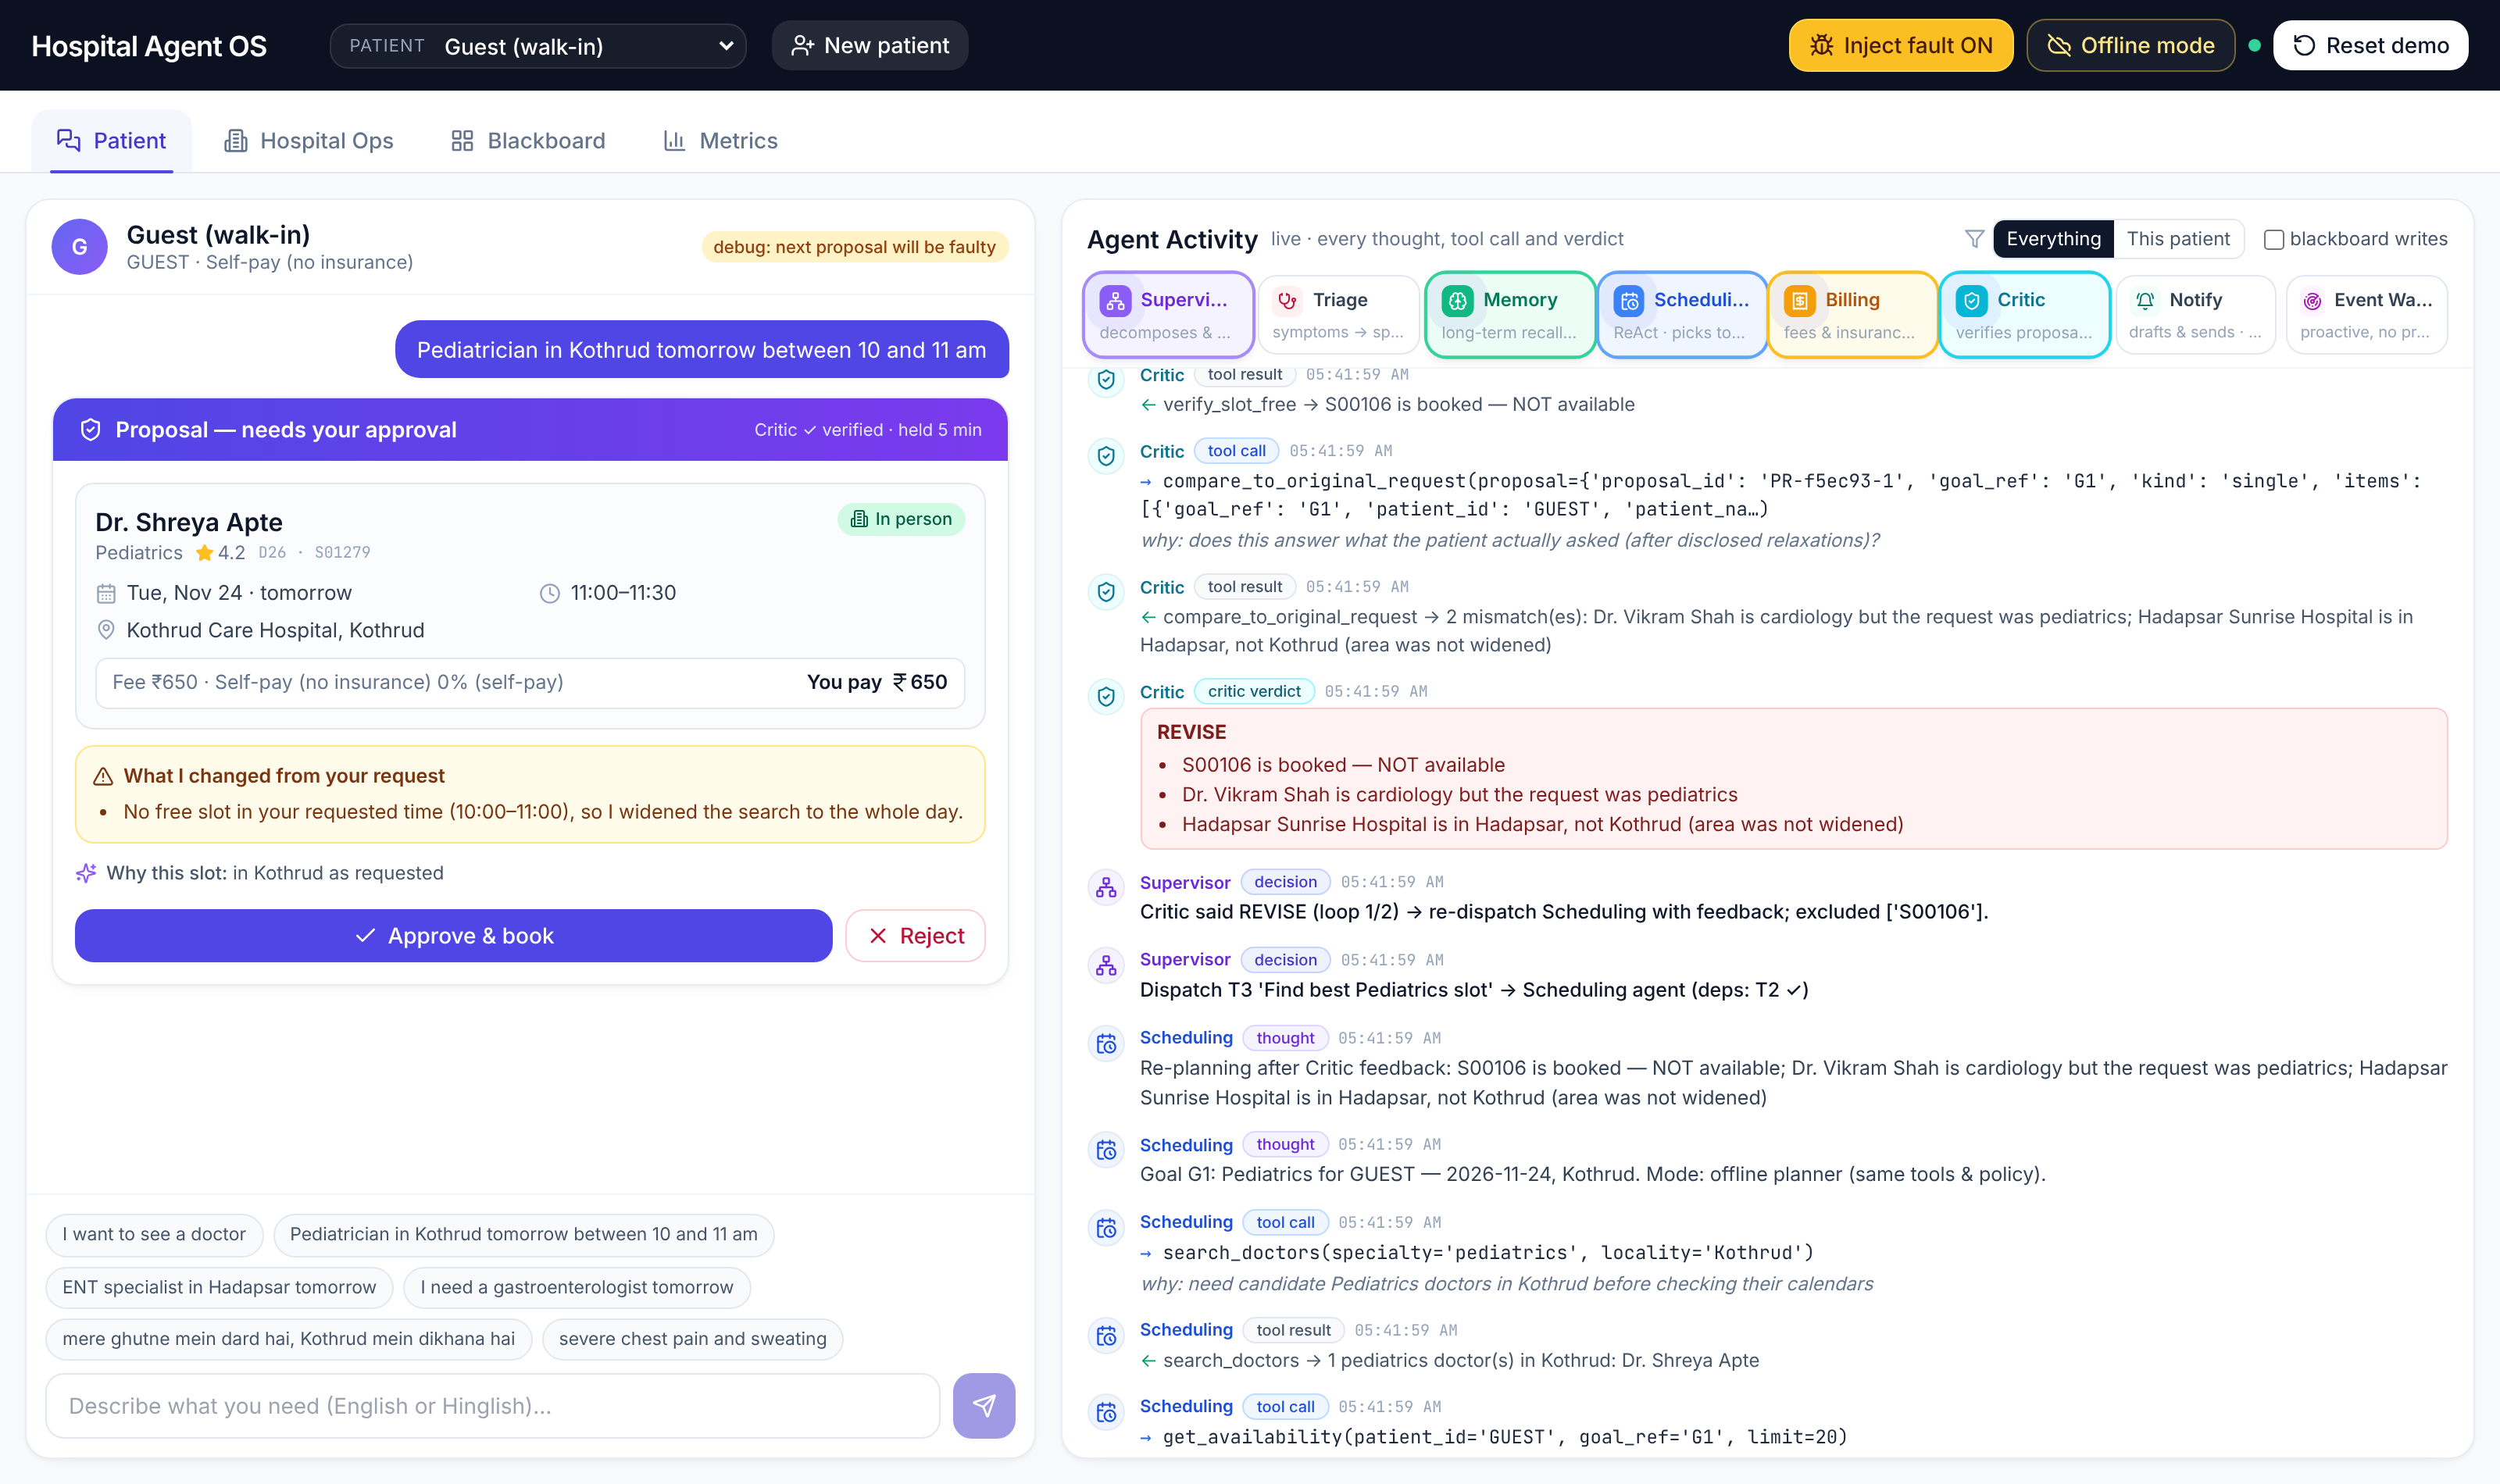 Hospital Agent OS
PATIENT Guest (walk-in)
New patient
Inject fault ON
Offline mode
Reset demo
Patient
Hospital Ops
Blackboard
Metrics
G
Guest (walk-in)
GUEST · Self-pay (no insurance)
debug: next proposal will be faulty
Pediatrician in Kothrud tomorrow between 10 and 11 am
Proposal — needs your approval
Critic ✓ verified · held 5 min
Dr. Shreya Apte
In person
Pediatrics ★ 4.2 D26 · S01279
Tue, Nov 24 · tomorrow
11:00–11:30
Kothrud Care Hospital, Kothrud
Fee ₹650 · Self-pay (no insurance) 0% (self-pay)
You pay ₹650
What I changed from your request
• No free slot in your requested time (10:00–11:00), so I widened the search to the whole day.
Why this slot: in Kothrud as requested
Approve & book
Reject
I want to see a doctor
Pediatrician in Kothrud tomorrow between 10 and 11 am
ENT specialist in Hadapsar tomorrow
I need a gastroenterologist tomorrow
mere ghutne mein dard hai, Kothrud mein dikhana hai
severe chest pain and sweating
Describe what you need (English or Hinglish)...
Agent Activity live · every thought, tool call and verdict
Everything
This patient
blackboard writes
Supervi...
decomposes & ...
Triage
symptoms → sp...
Memory
long-term recall...
Scheduli...
ReAct · picks to...
Billing
fees & insuranc...
Critic
verifies proposa...
Notify
drafts & sends · ...
Event Wa...
proactive, no pr...
Critic tool result 05:41:59 AM
← verify_slot_free → S00106 is booked — NOT available
Critic tool call 05:41:59 AM
→ compare_to_original_request(proposal={'proposal_id': 'PR-f5ec93-1', 'goal_ref': 'G1', 'kind': 'single', 'items':
[{'goal_ref': 'G1', 'patient_id': 'GUEST', 'patient_na…)
why: does this answer what the patient actually asked (after disclosed relaxations)?
Critic tool result 05:41:59 AM
← compare_to_original_request → 2 mismatch(es): Dr. Vikram Shah is cardiology but the request was pediatrics; Hadapsar Sunrise Hospital is in
Hadapsar, not Kothrud (area was not widened)
Critic critic verdict 05:41:59 AM
REVISE
• S00106 is booked — NOT available
• Dr. Vikram Shah is cardiology but the request was pediatrics
• Hadapsar Sunrise Hospital is in Hadapsar, not Kothrud (area was not widened)
Supervisor decision 05:41:59 AM
Critic said REVISE (loop 1/2) → re-dispatch Scheduling with feedback; excluded ['S00106'].
Supervisor decision 05:41:59 AM
Dispatch T3 'Find best Pediatrics slot' → Scheduling agent (deps: T2 ✓)
Scheduling thought 05:41:59 AM
Re-planning after Critic feedback: S00106 is booked — NOT available; Dr. Vikram Shah is cardiology but the request was pediatrics; Hadapsar
Sunrise Hospital is in Hadapsar, not Kothrud (area was not widened)
Scheduling thought 05:41:59 AM
Goal G1: Pediatrics for GUEST — 2026-11-24, Kothrud. Mode: offline planner (same tools & policy).
Scheduling tool call 05:41:59 AM
→ search_doctors(specialty='pediatrics', locality='Kothrud')
why: need candidate Pediatrics doctors in Kothrud before checking their calendars
Scheduling tool result 05:41:59 AM
← search_doctors → 1 pediatrics doctor(s) in Kothrud: Dr. Shreya Apte
Scheduling tool call 05:41:59 AM
→ get_availability(patient_id='GUEST', goal_ref='G1', limit=20)